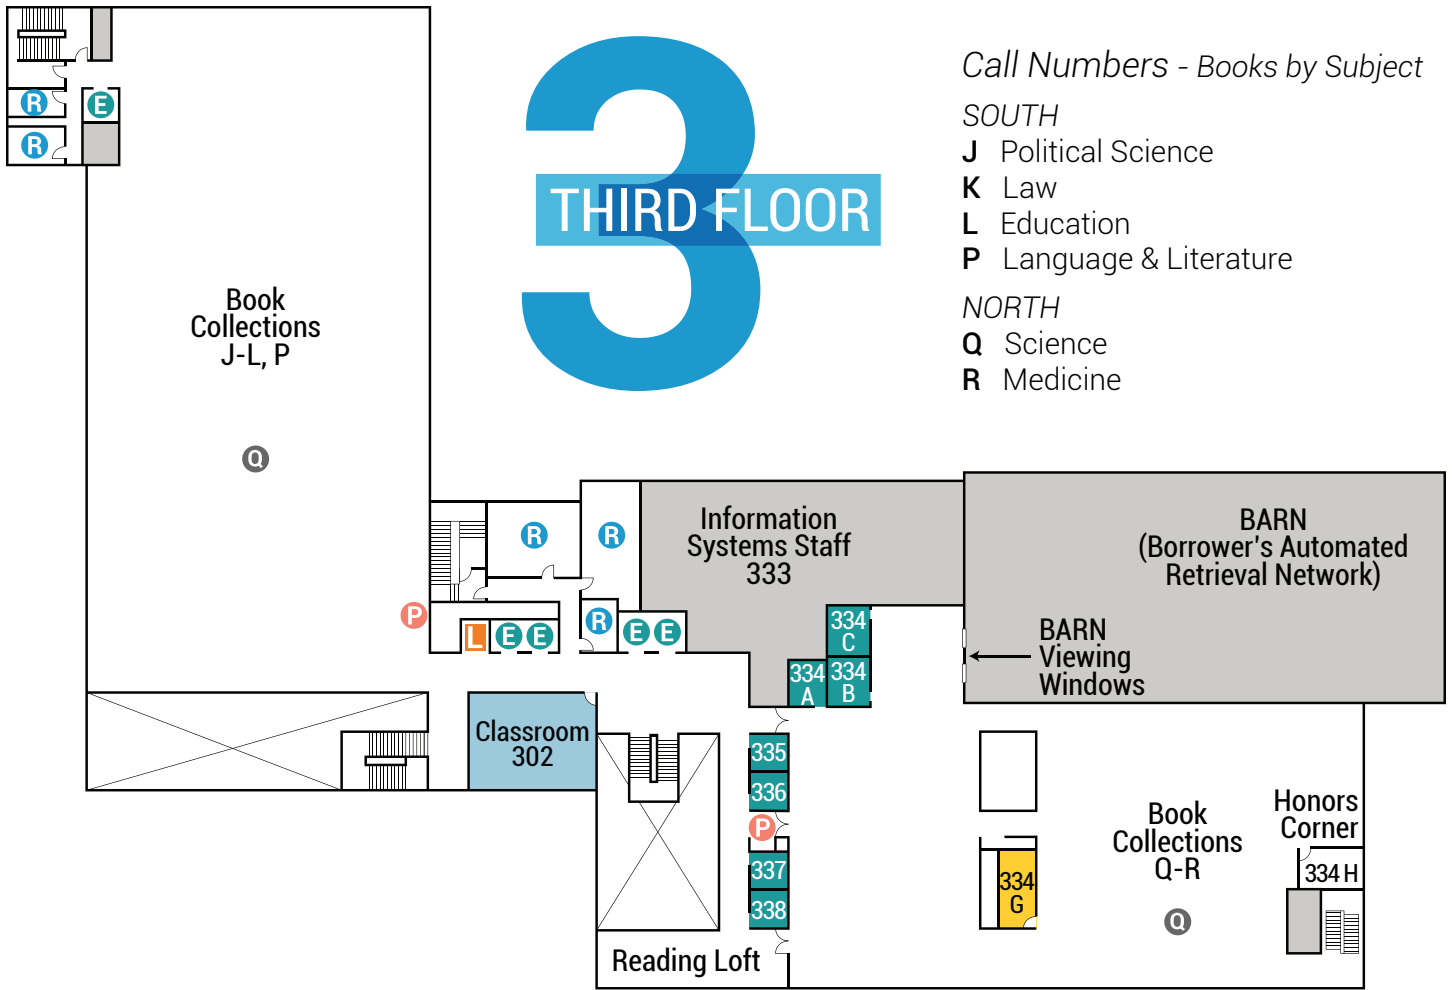 3
THIRD FLOOR
Call Numbers - Books by Subject
SOUTH
J Political Science
K Law
L Education
P Language & Literature
NORTH
Q Science
R Medicine
R
E
R
Book
Collections
J-L, P
Q
R
R
P
L
E
E
R
E
E
Information
Systems Staff
333
334
C
334
A
334
B
BARN
(Borrower's Automated
Retrieval Network)
BARN
Viewing
Windows
Classroom
302
335
336
P
337
338
Reading Loft
334
G
Book
Collections
Q-R
Q
Honors
Corner
334 H